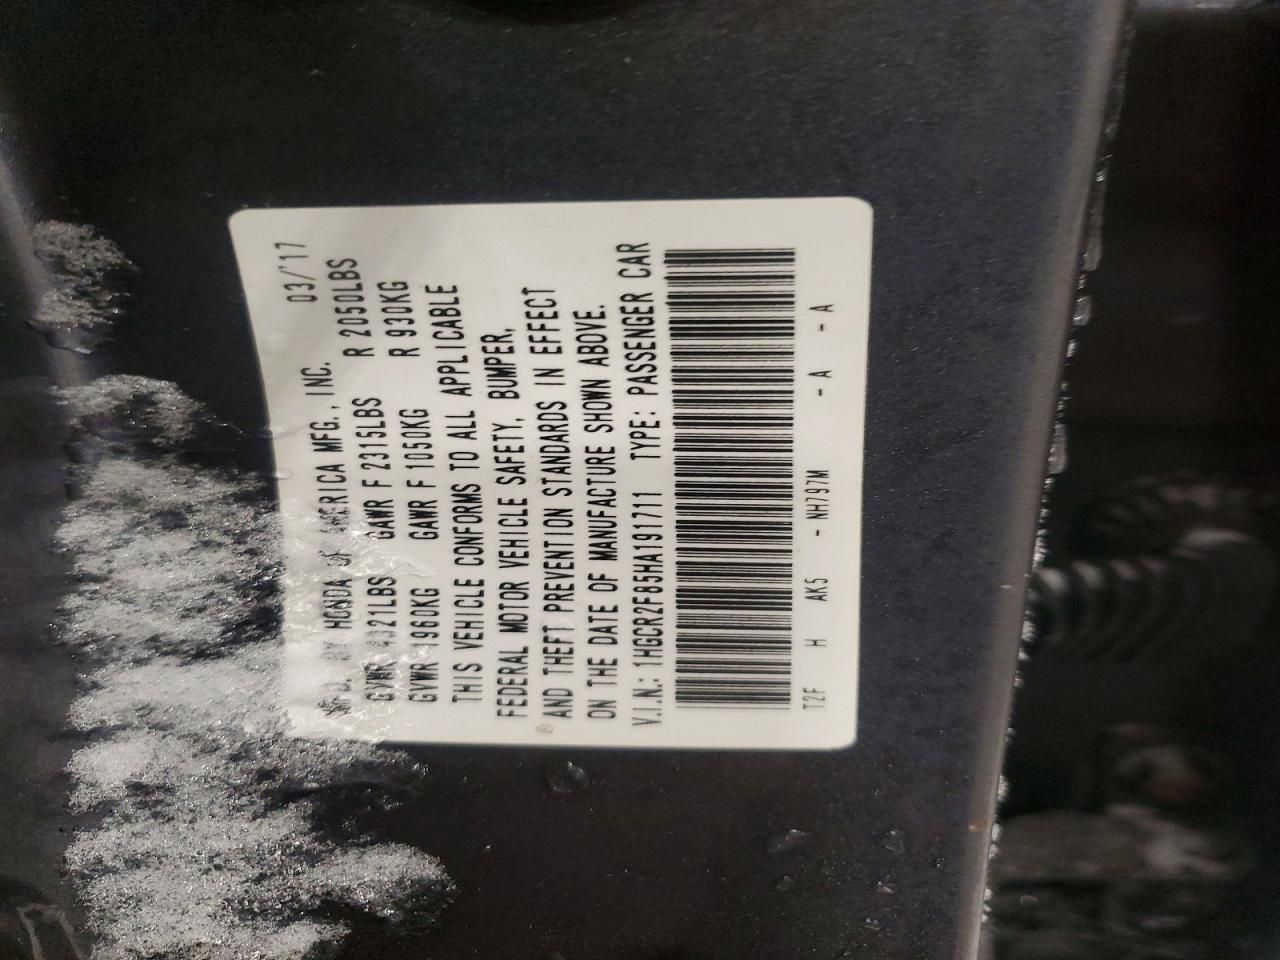 MFD. BY HONDA OF AMERICA MFG., INC. 03/'17
GVWR 4321LBS GAWR F 2315LBS R 2050LBS
GVWR 1960KG GAWR F 1050KG R 930KG
THIS VEHICLE CONFORMS TO ALL APPLICABLE
FEDERAL MOTOR VEHICLE SAFETY, BUMPER,
AND THEFT PREVENTION STANDARDS IN EFFECT
ON THE DATE OF MANUFACTURE SHOWN ABOVE.
V.I.N.: 1HGCR2F85HA191711 TYPE: PASSENGER CAR
T2F H AK5 - NH797M - A - A